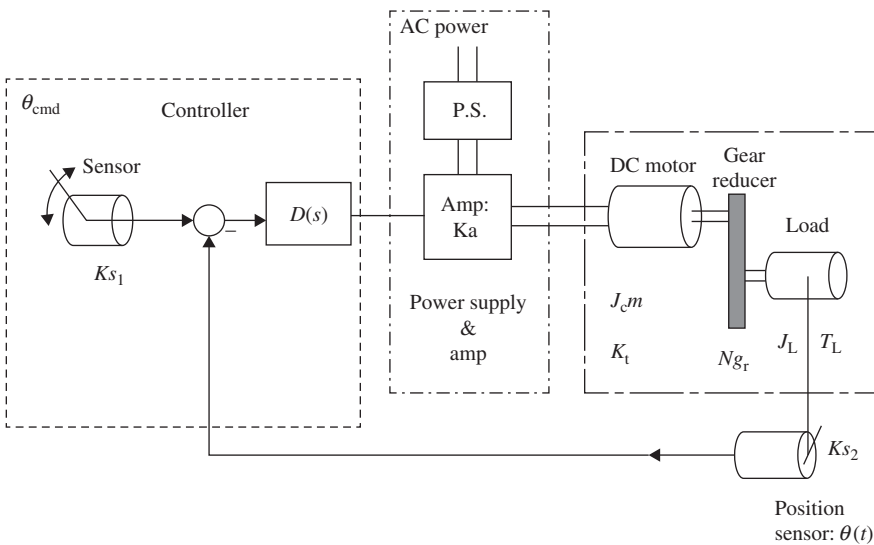 AC power
θcmd
Controller
P.S.
Sensor
DC motor
Gear
reducer
D(s)
Amp:
Ka
Load
–
Ks1
Power supply
&
amp
Jcm
Kt
Ngr
JL
TL
Ks2
Position
sensor: θ(t)